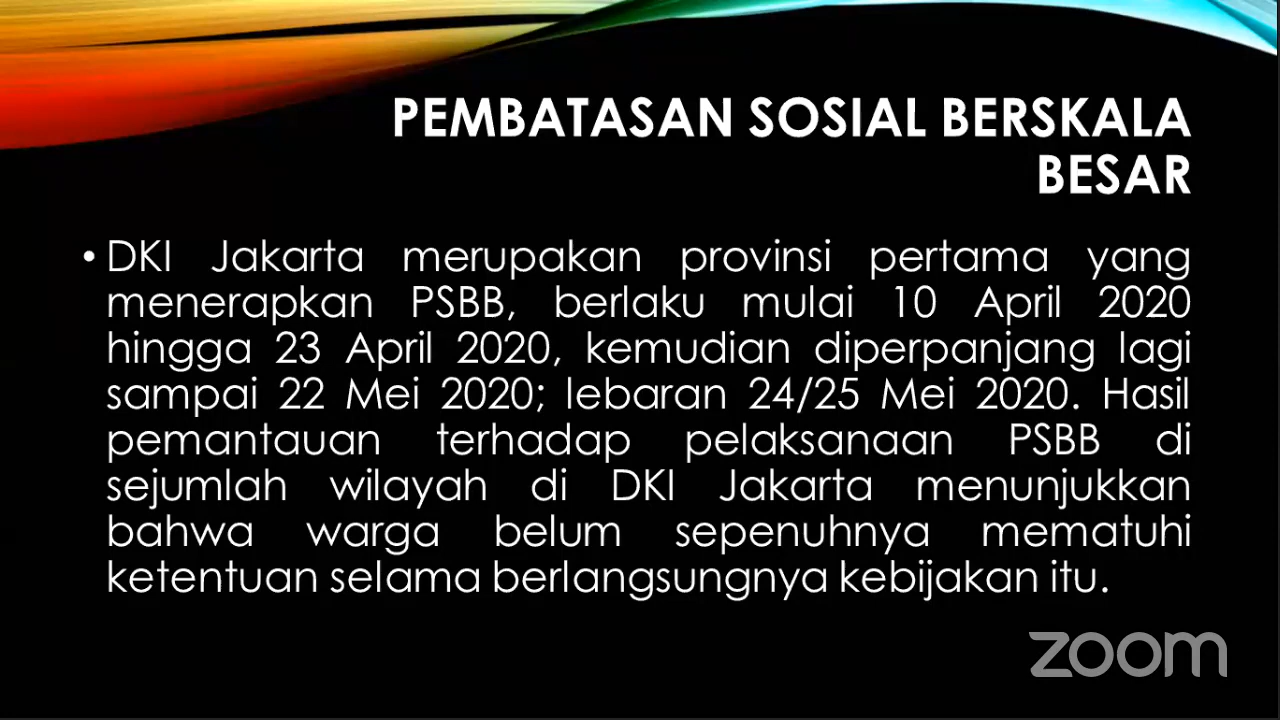 PEMBATASAN SOSIAL BERSKALA
BESAR
• DKI Jakarta merupakan provinsi pertama yang
menerapkan PSBB, berlaku mulai 10 April 2020
hingga 23 April 2020, kemudian diperpanjang lagi
sampai 22 Mei 2020; lebaran 24/25 Mei 2020. Hasil
pemantauan terhadap pelaksanaan PSBB di
sejumlah wilayah di DKI Jakarta menunjukkan
bahwa warga belum sepenuhnya mematuhi
ketentuan selama berlangsungnya kebijakan itu.
zoom